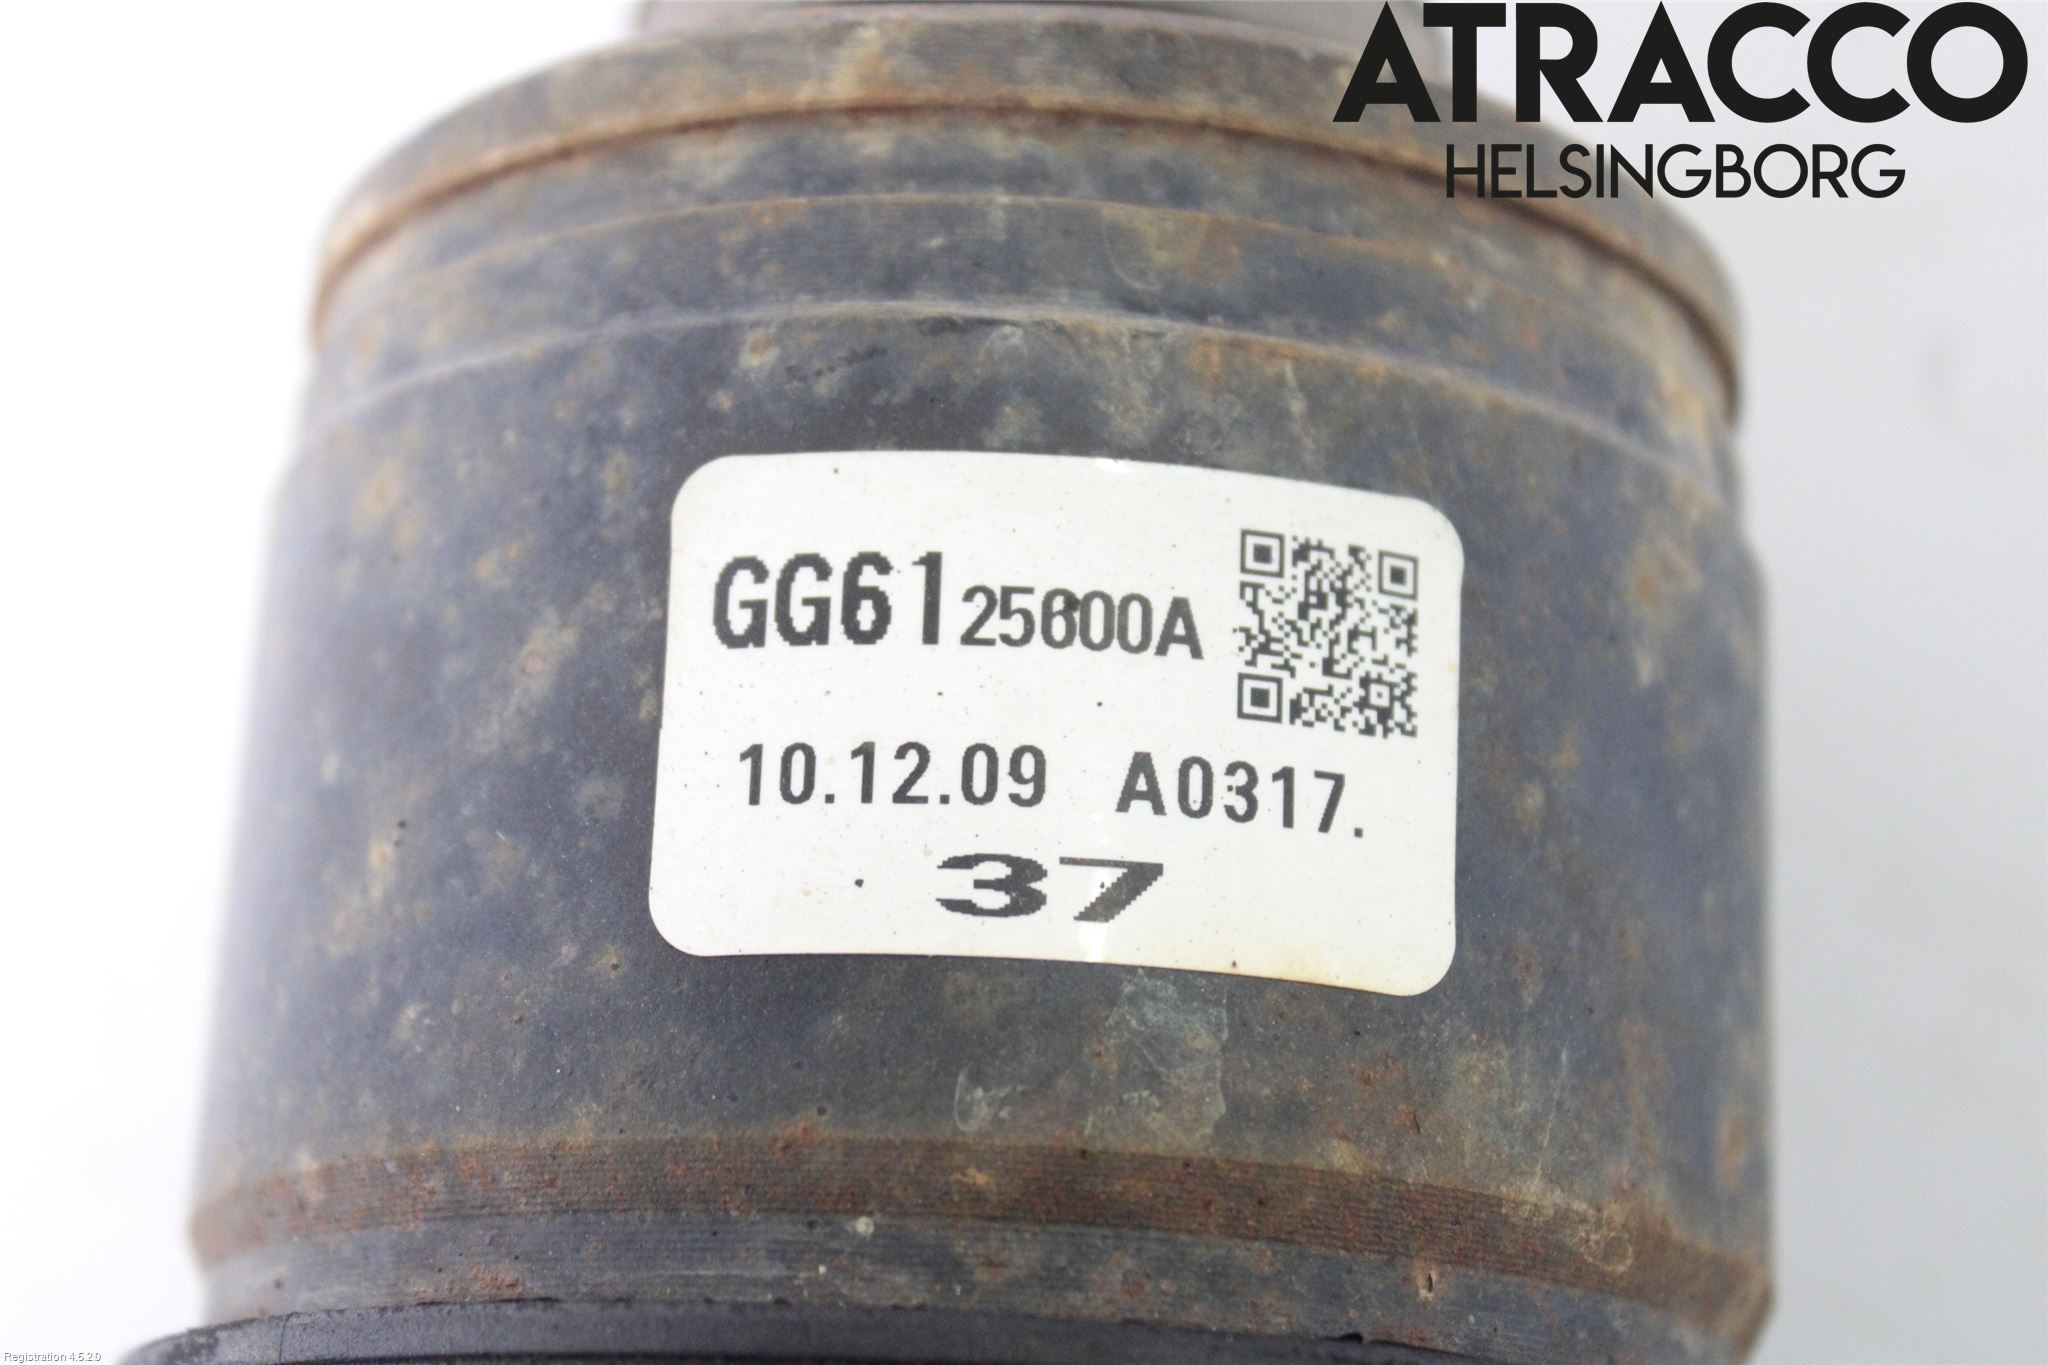 ATRACCO
HELSINGBORG
GG61 25600A
10.12.09 A0317.
37
Registration 4.5.2.0